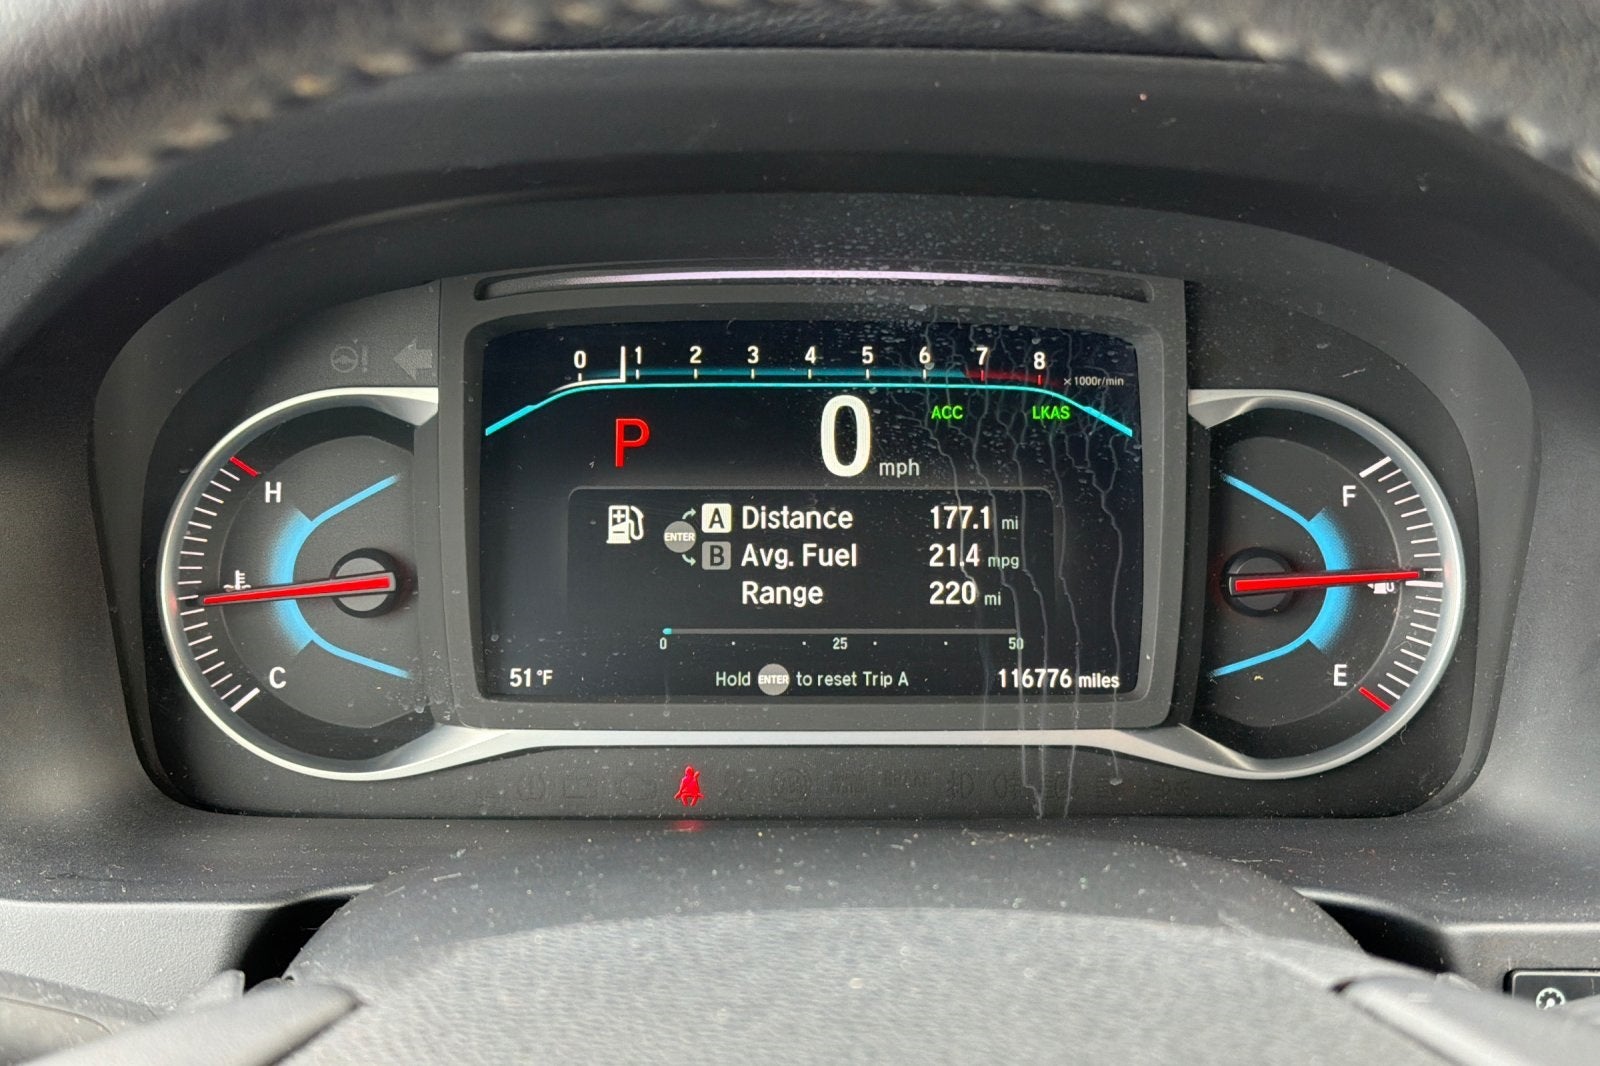 0 1 2 3 4 5 6 7 8
×1000r/min
P
0 mph
ACC
LKAS
H
F
ENTER
A Distance 177.1 mi
B Avg. Fuel 21.4 mpg
Range 220 mi
0 25 50
C
E
51°F
Hold ENTER to reset Trip A
116776 miles